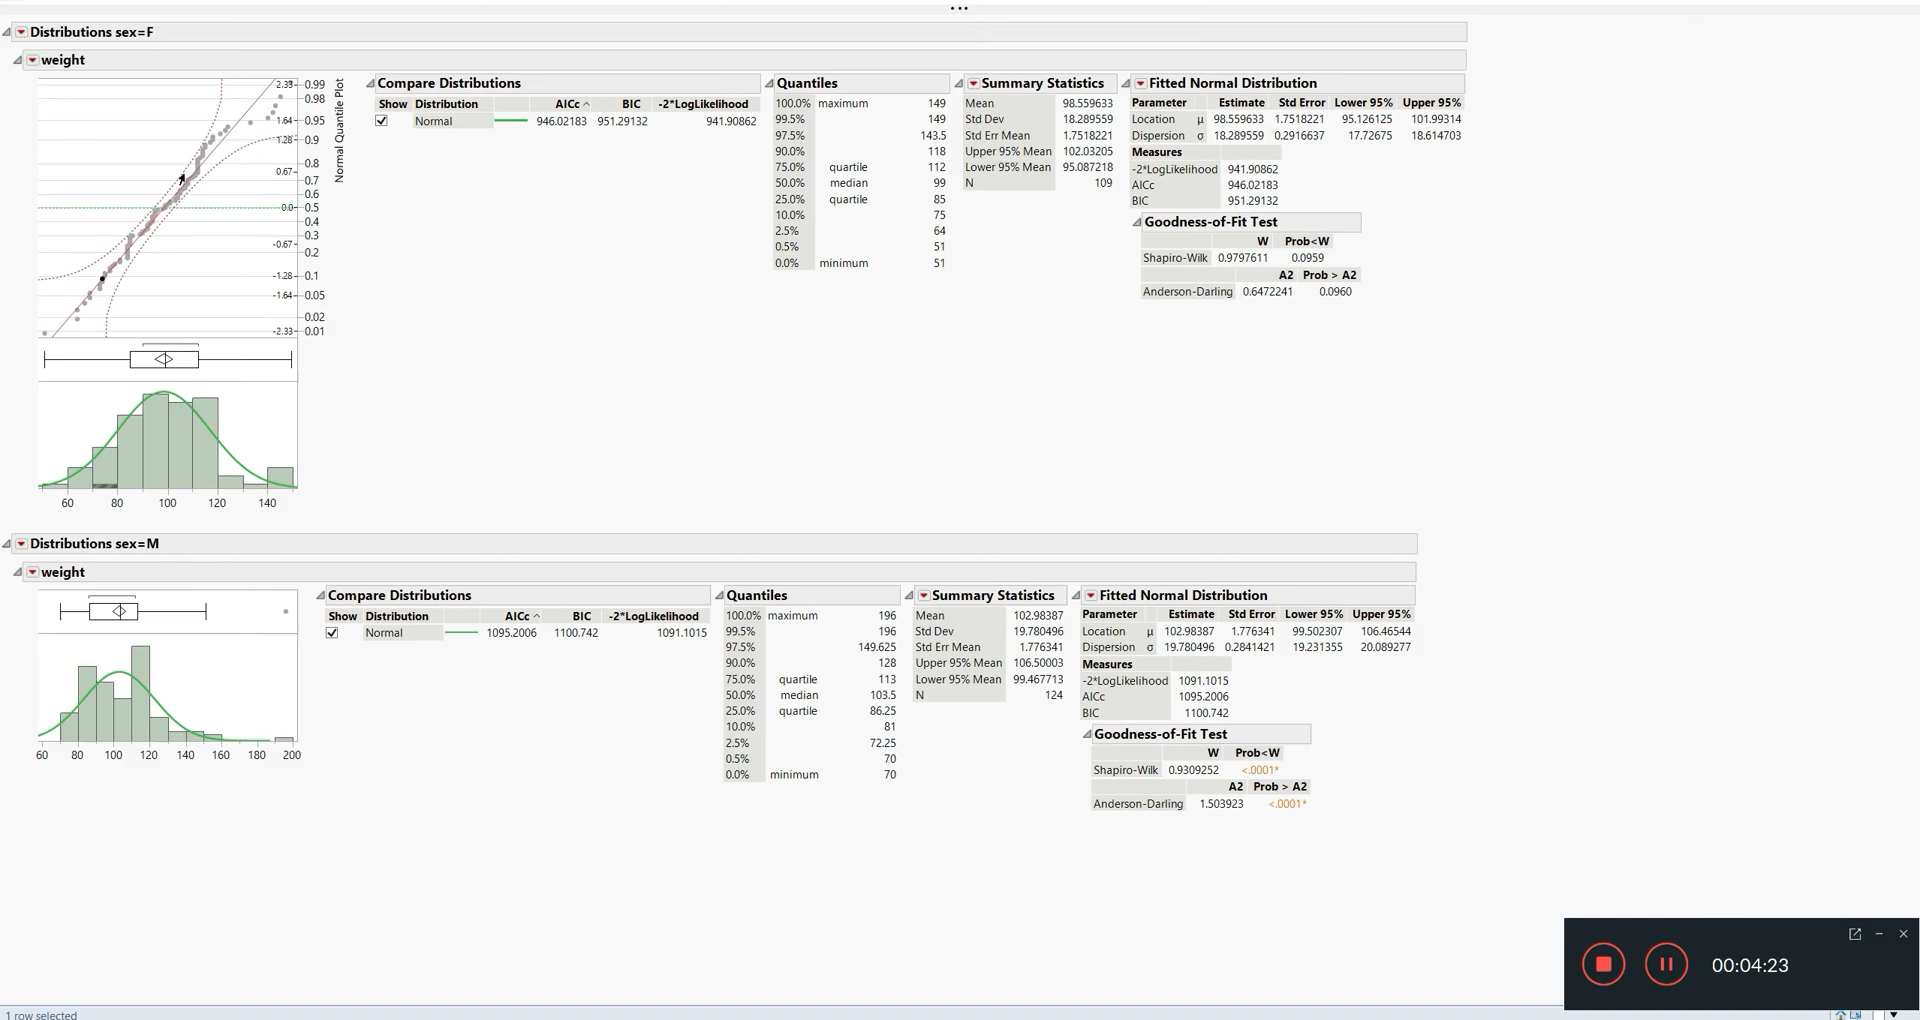 Distributions sex=F
weight
2.33 0.99
0.98
1.64 0.95
1.28 0.9
0.8
0.67 0.7
0.6
0.0 0.5
0.4
0.3
-0.67 0.2
-1.28 0.1
-1.64 0.05
0.02
-2.33 0.01
Normal Quantile Plot
60 80 100 120 140
Compare Distributions
Show Distribution AICc BIC -2*LogLikelihood
Normal 946.02183 951.29132 941.90862
Quantiles
100.0% maximum 149
99.5% 149
97.5% 143.5
90.0% 118
75.0% quartile 112
50.0% median 99
25.0% quartile 85
10.0% 75
2.5% 64
0.5% 51
0.0% minimum 51
Summary Statistics
Mean 98.559633
Std Dev 18.289559
Std Err Mean 1.7518221
Upper 95% Mean 102.03205
Lower 95% Mean 95.087218
N 109
Fitted Normal Distribution
Parameter Estimate Std Error Lower 95% Upper 95%
Location μ 98.559633 1.7518221 95.126125 101.99314
Dispersion σ 18.289559 0.2916637 17.72675 18.614703
Measures
-2*LogLikelihood 941.90862
AICc 946.02183
BIC 951.29132
Goodness-of-Fit Test
W Prob<W
Shapiro-Wilk 0.9797611 0.0959
A2 Prob > A2
Anderson-Darling 0.6472241 0.0960
Distributions sex=M
weight
60 80 100 120 140 160 180 200
Compare Distributions
Show Distribution AICc BIC -2*LogLikelihood
Normal 1095.2006 1100.742 1091.1015
Quantiles
100.0% maximum 196
99.5% 196
97.5% 149.625
90.0% 128
75.0% quartile 113
50.0% median 103.5
25.0% quartile 86.25
10.0% 81
2.5% 72.25
0.5% 70
0.0% minimum 70
Summary Statistics
Mean 102.98387
Std Dev 19.780496
Std Err Mean 1.776341
Upper 95% Mean 106.50003
Lower 95% Mean 99.467713
N 124
Fitted Normal Distribution
Parameter Estimate Std Error Lower 95% Upper 95%
Location μ 102.98387 1.776341 99.502307 106.46544
Dispersion σ 19.780496 0.2841421 19.231355 20.089277
Measures
-2*LogLikelihood 1091.1015
AICc 1095.2006
BIC 1100.742
Goodness-of-Fit Test
W Prob<W
Shapiro-Wilk 0.9309252 <.0001*
A2 Prob > A2
Anderson-Darling 1.503923 <.0001*
00:04:23
1 row selected